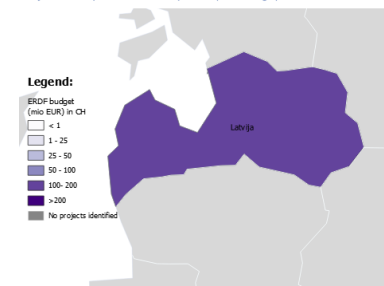 Legend:
ERDF budget
(mio EUR) in CH
< 1
1 - 25
25 - 50
50 - 100
100- 200
>200
No projects identified
Latvija